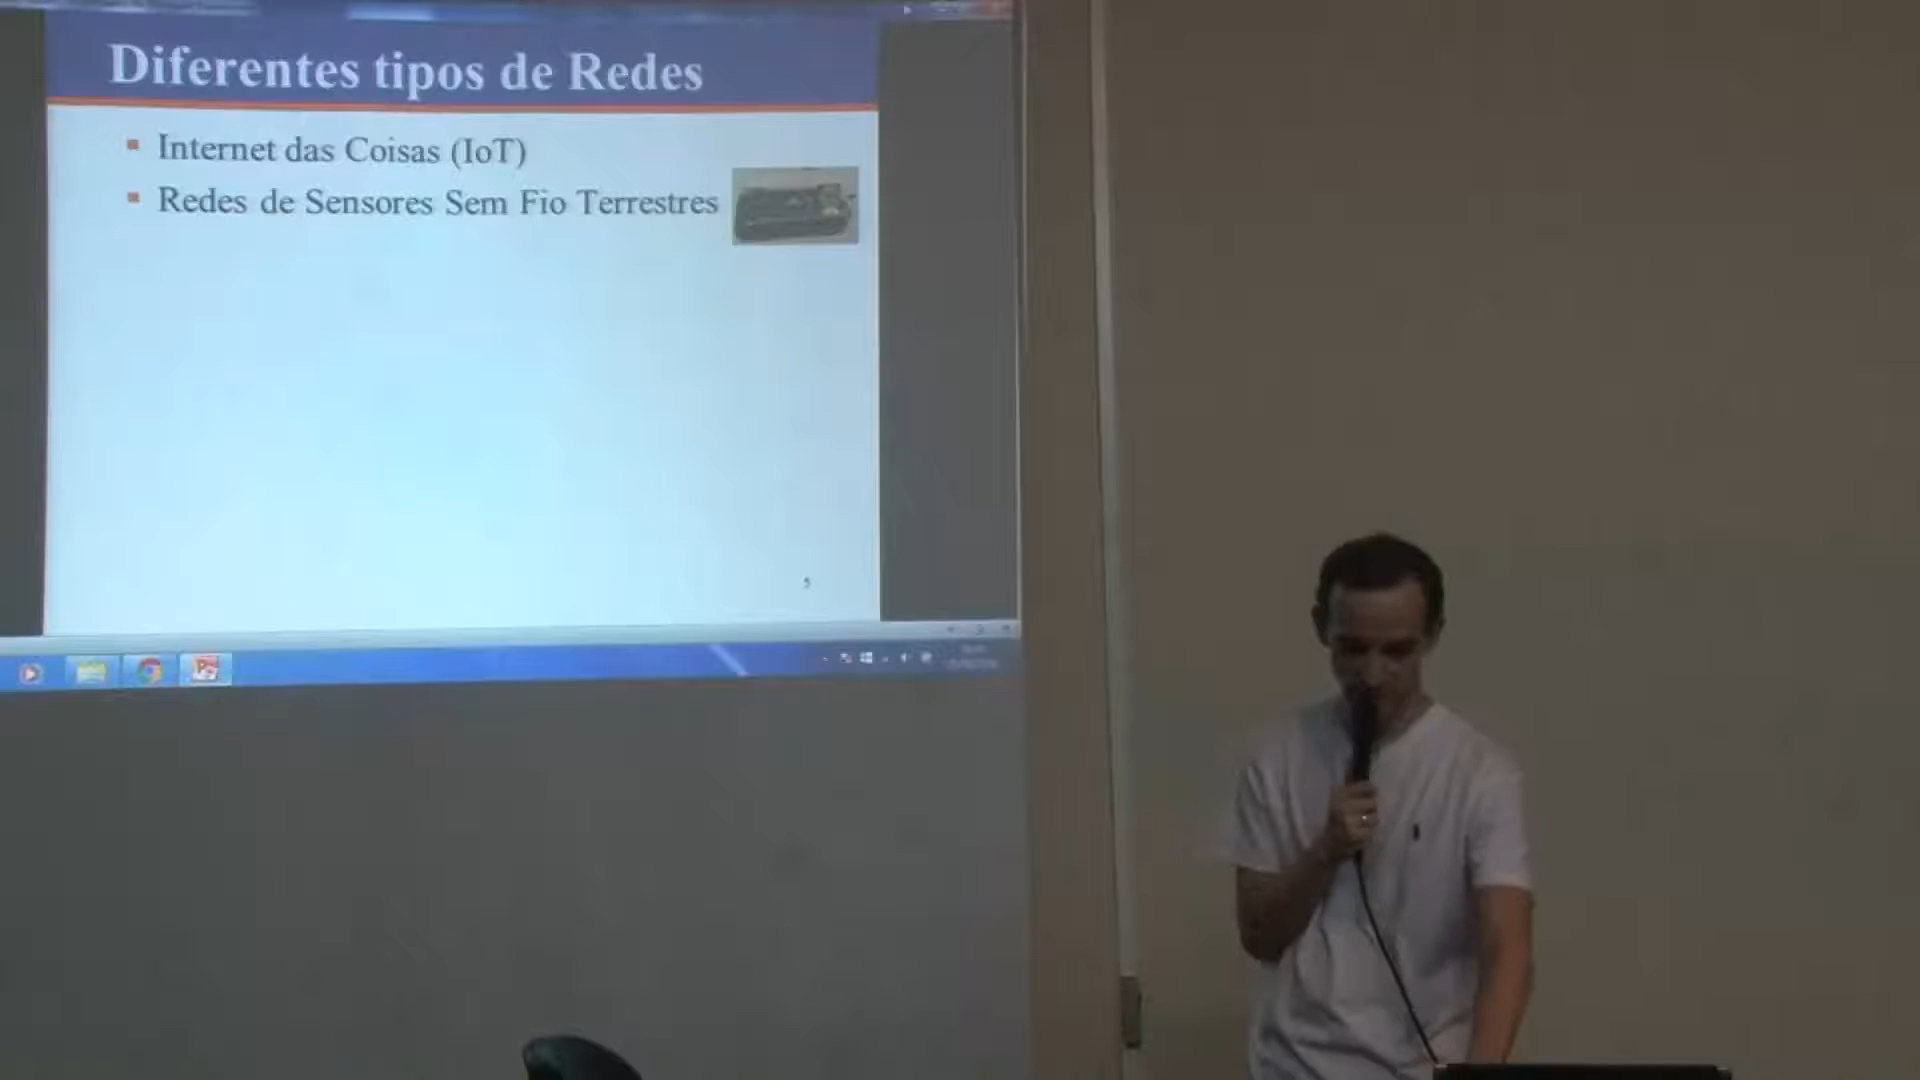 Diferentes tipos de Redes
Internet das Coisas (IoT)
Redes de Sensores Sem Fio Terrestres
5